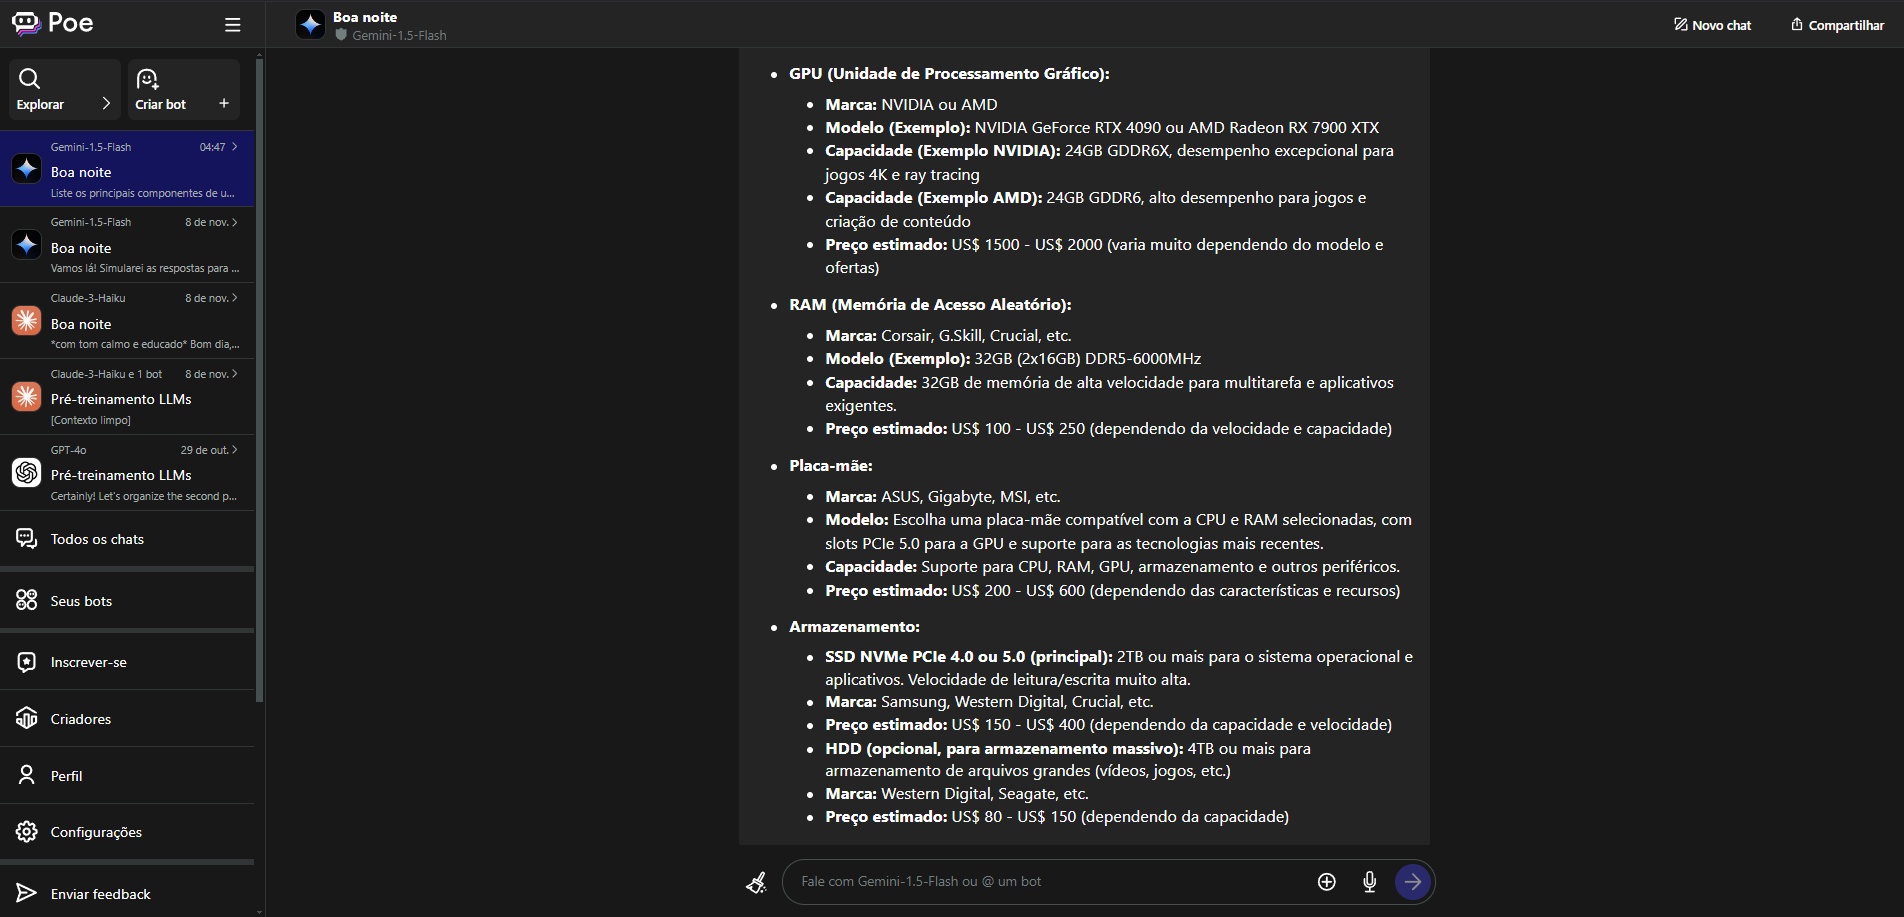 Poe
Explorar
Criar bot
Gemini-1.5-Flash 04:47
Boa noite
Liste os principais componentes de u...
Gemini-1.5-Flash 8 de nov.
Boa noite
Vamos lá! Simularei as respostas para ...
Claude-3-Haiku 8 de nov.
Boa noite
*com tom calmo e educado* Bom dia,...
Claude-3-Haiku e 1 bot 8 de nov.
Pré-treinamento LLMs
[Contexto limpo]
GPT-4o 29 de out.
Pré-treinamento LLMs
Certainly! Let's organize the second p...
Todos os chats
Seus bots
Inscrever-se
Criadores
Perfil
Configurações
Enviar feedback
Boa noite
Gemini-1.5-Flash
Novo chat
Compartilhar
GPU (Unidade de Processamento Gráfico):
Marca: NVIDIA ou AMD
Modelo (Exemplo): NVIDIA GeForce RTX 4090 ou AMD Radeon RX 7900 XTX
Capacidade (Exemplo NVIDIA): 24GB GDDR6X, desempenho excepcional para
jogos 4K e ray tracing
Capacidade (Exemplo AMD): 24GB GDDR6, alto desempenho para jogos e
criação de conteúdo
Preço estimado: US$ 1500 - US$ 2000 (varia muito dependendo do modelo e
ofertas)
RAM (Memória de Acesso Aleatório):
Marca: Corsair, G.Skill, Crucial, etc.
Modelo (Exemplo): 32GB (2x16GB) DDR5-6000MHz
Capacidade: 32GB de memória de alta velocidade para multitarefa e aplicativos
exigentes.
Preço estimado: US$ 100 - US$ 250 (dependendo da velocidade e capacidade)
Placa-mãe:
Marca: ASUS, Gigabyte, MSI, etc.
Modelo: Escolha uma placa-mãe compatível com a CPU e RAM selecionadas, com
slots PCIe 5.0 para a GPU e suporte para as tecnologias mais recentes.
Capacidade: Suporte para CPU, RAM, GPU, armazenamento e outros periféricos.
Preço estimado: US$ 200 - US$ 600 (dependendo das características e recursos)
Armazenamento:
SSD NVMe PCIe 4.0 ou 5.0 (principal): 2TB ou mais para o sistema operacional e
aplicativos. Velocidade de leitura/escrita muito alta.
Marca: Samsung, Western Digital, Crucial, etc.
Preço estimado: US$ 150 - US$ 400 (dependendo da capacidade e velocidade)
HDD (opcional, para armazenamento massivo): 4TB ou mais para
armazenamento de arquivos grandes (vídeos, jogos, etc.)
Marca: Western Digital, Seagate, etc.
Preço estimado: US$ 80 - US$ 150 (dependendo da capacidade)
Fale com Gemini-1.5-Flash ou @ um bot